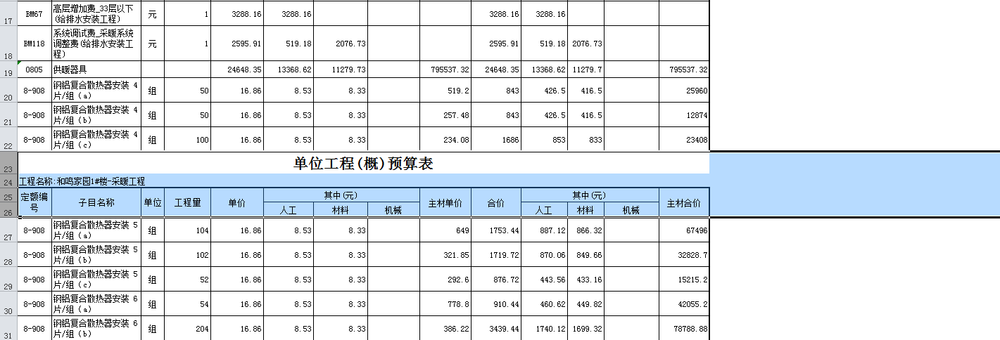 17 BM67 高层增加费_33层以下(给排水安装工程) 元 1 3288.16 3288.16 3288.16 3288.16
18 BM118 系统调试费_采暖系统调整费(给排水安装工程) 元 1 2595.91 519.18 2076.73 2595.91 519.18 2076.73
19 0805 供暖器具 24648.35 13368.62 11279.73 795537.32 24648.35 13368.62 11279.7 795537.32
20 8-908 钢铝复合散热器安装 4片/组（a） 组 50 16.86 8.53 8.33 519.2 843 426.5 416.5 25960
21 8-908 钢铝复合散热器安装 4片/组（b） 组 50 16.86 8.53 8.33 257.48 843 426.5 416.5 12874
22 8-908 钢铝复合散热器安装 4片/组（c） 组 100 16.86 8.53 8.33 234.08 1686 853 833 23408
23 单位工程(概)预算表
24 工程名称:和鸣家园1#楼-采暖工程
25 定额编号 子目名称 单位 工程量 单价 其中(元) 主材单价 合价 其中(元) 主材合价
26 人工 材料 机械 人工 材料 机械
27 8-908 钢铝复合散热器安装 5片/组（a） 组 104 16.86 8.53 8.33 649 1753.44 887.12 866.32 67496
28 8-908 钢铝复合散热器安装 5片/组（b） 组 102 16.86 8.53 8.33 321.85 1719.72 870.06 849.66 32828.7
29 8-908 钢铝复合散热器安装 5片/组（c） 组 52 16.86 8.53 8.33 292.6 876.72 443.56 433.16 15215.2
30 8-908 钢铝复合散热器安装 6片/组（a） 组 54 16.86 8.53 8.33 778.8 910.44 460.62 449.82 42055.2
31 8-908 钢铝复合散热器安装 6片/组（b） 组 204 16.86 8.53 8.33 386.22 3439.44 1740.12 1699.32 78788.88